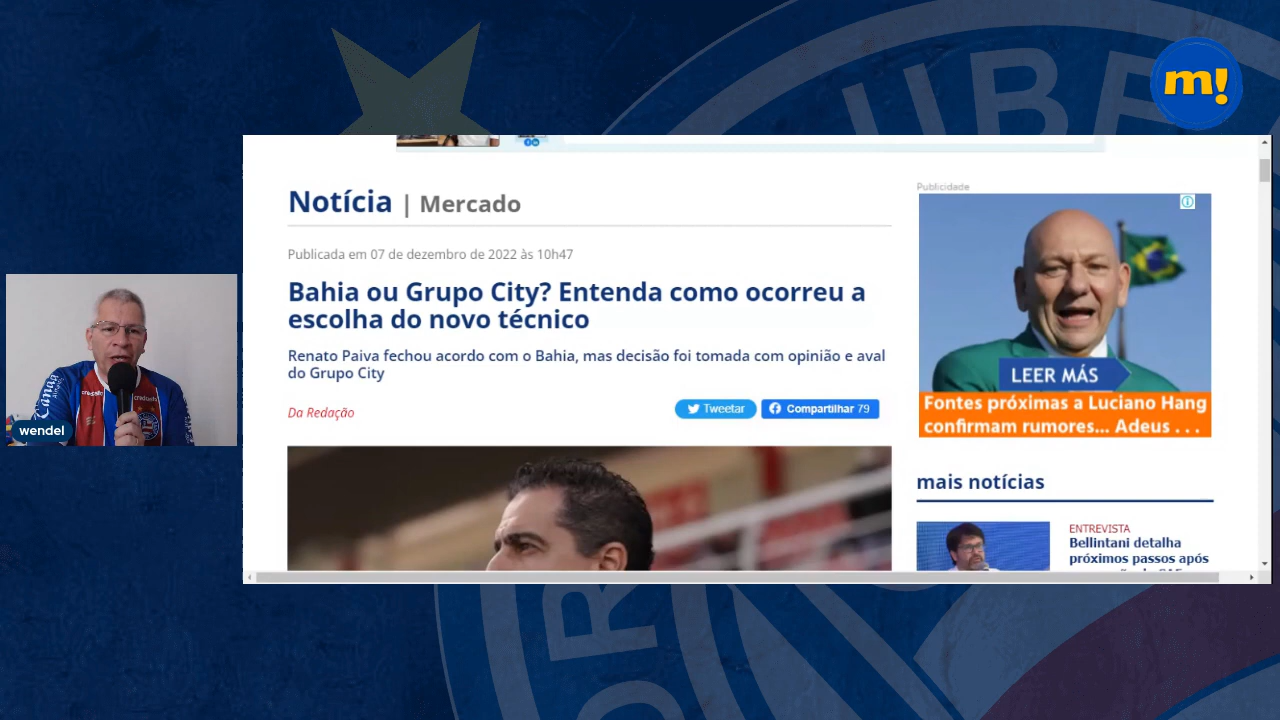 m!
Notícia | Mercado
Publicada em 07 de dezembro de 2022 às 10h47
Bahia ou Grupo City? Entenda como ocorreu a
escolha do novo técnico
Renato Paiva fechou acordo com o Bahia, mas decisão foi tomada com opinião e aval
do Grupo City
Da Redação
Tweetar
Compartilhar 79
Publicidade
LEER MÁS
Fontes próximas a Luciano Hang
confirmam rumores... Adeus . . .
mais notícias
ENTREVISTA
Bellintani detalha
próximos passos após
wendel